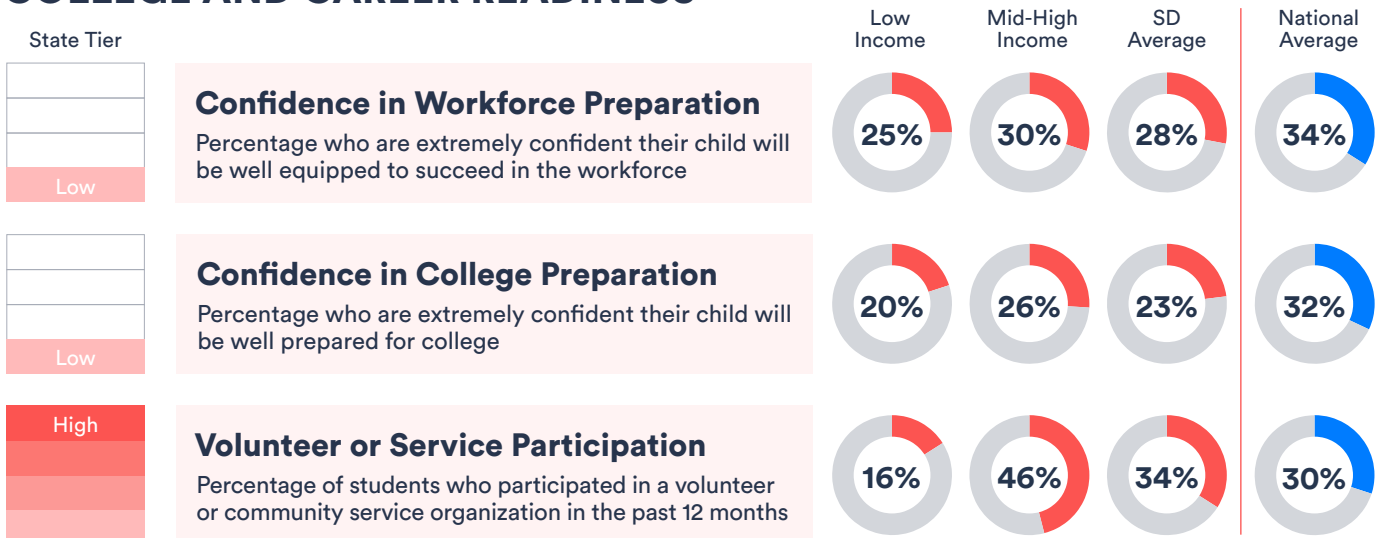 COLLEGE AND CAREER READINESS
State Tier
Low
Income
Mid-High
Income
SD
Average
National
Average
Low
Confidence in Workforce Preparation
Percentage who are extremely confident their child will
be well equipped to succeed in the workforce
25%
30%
28%
34%
Low
Confidence in College Preparation
Percentage who are extremely confident their child will
be well prepared for college
20%
26%
23%
32%
High
Volunteer or Service Participation
Percentage of students who participated in a volunteer
or community service organization in the past 12 months
16%
46%
34%
30%